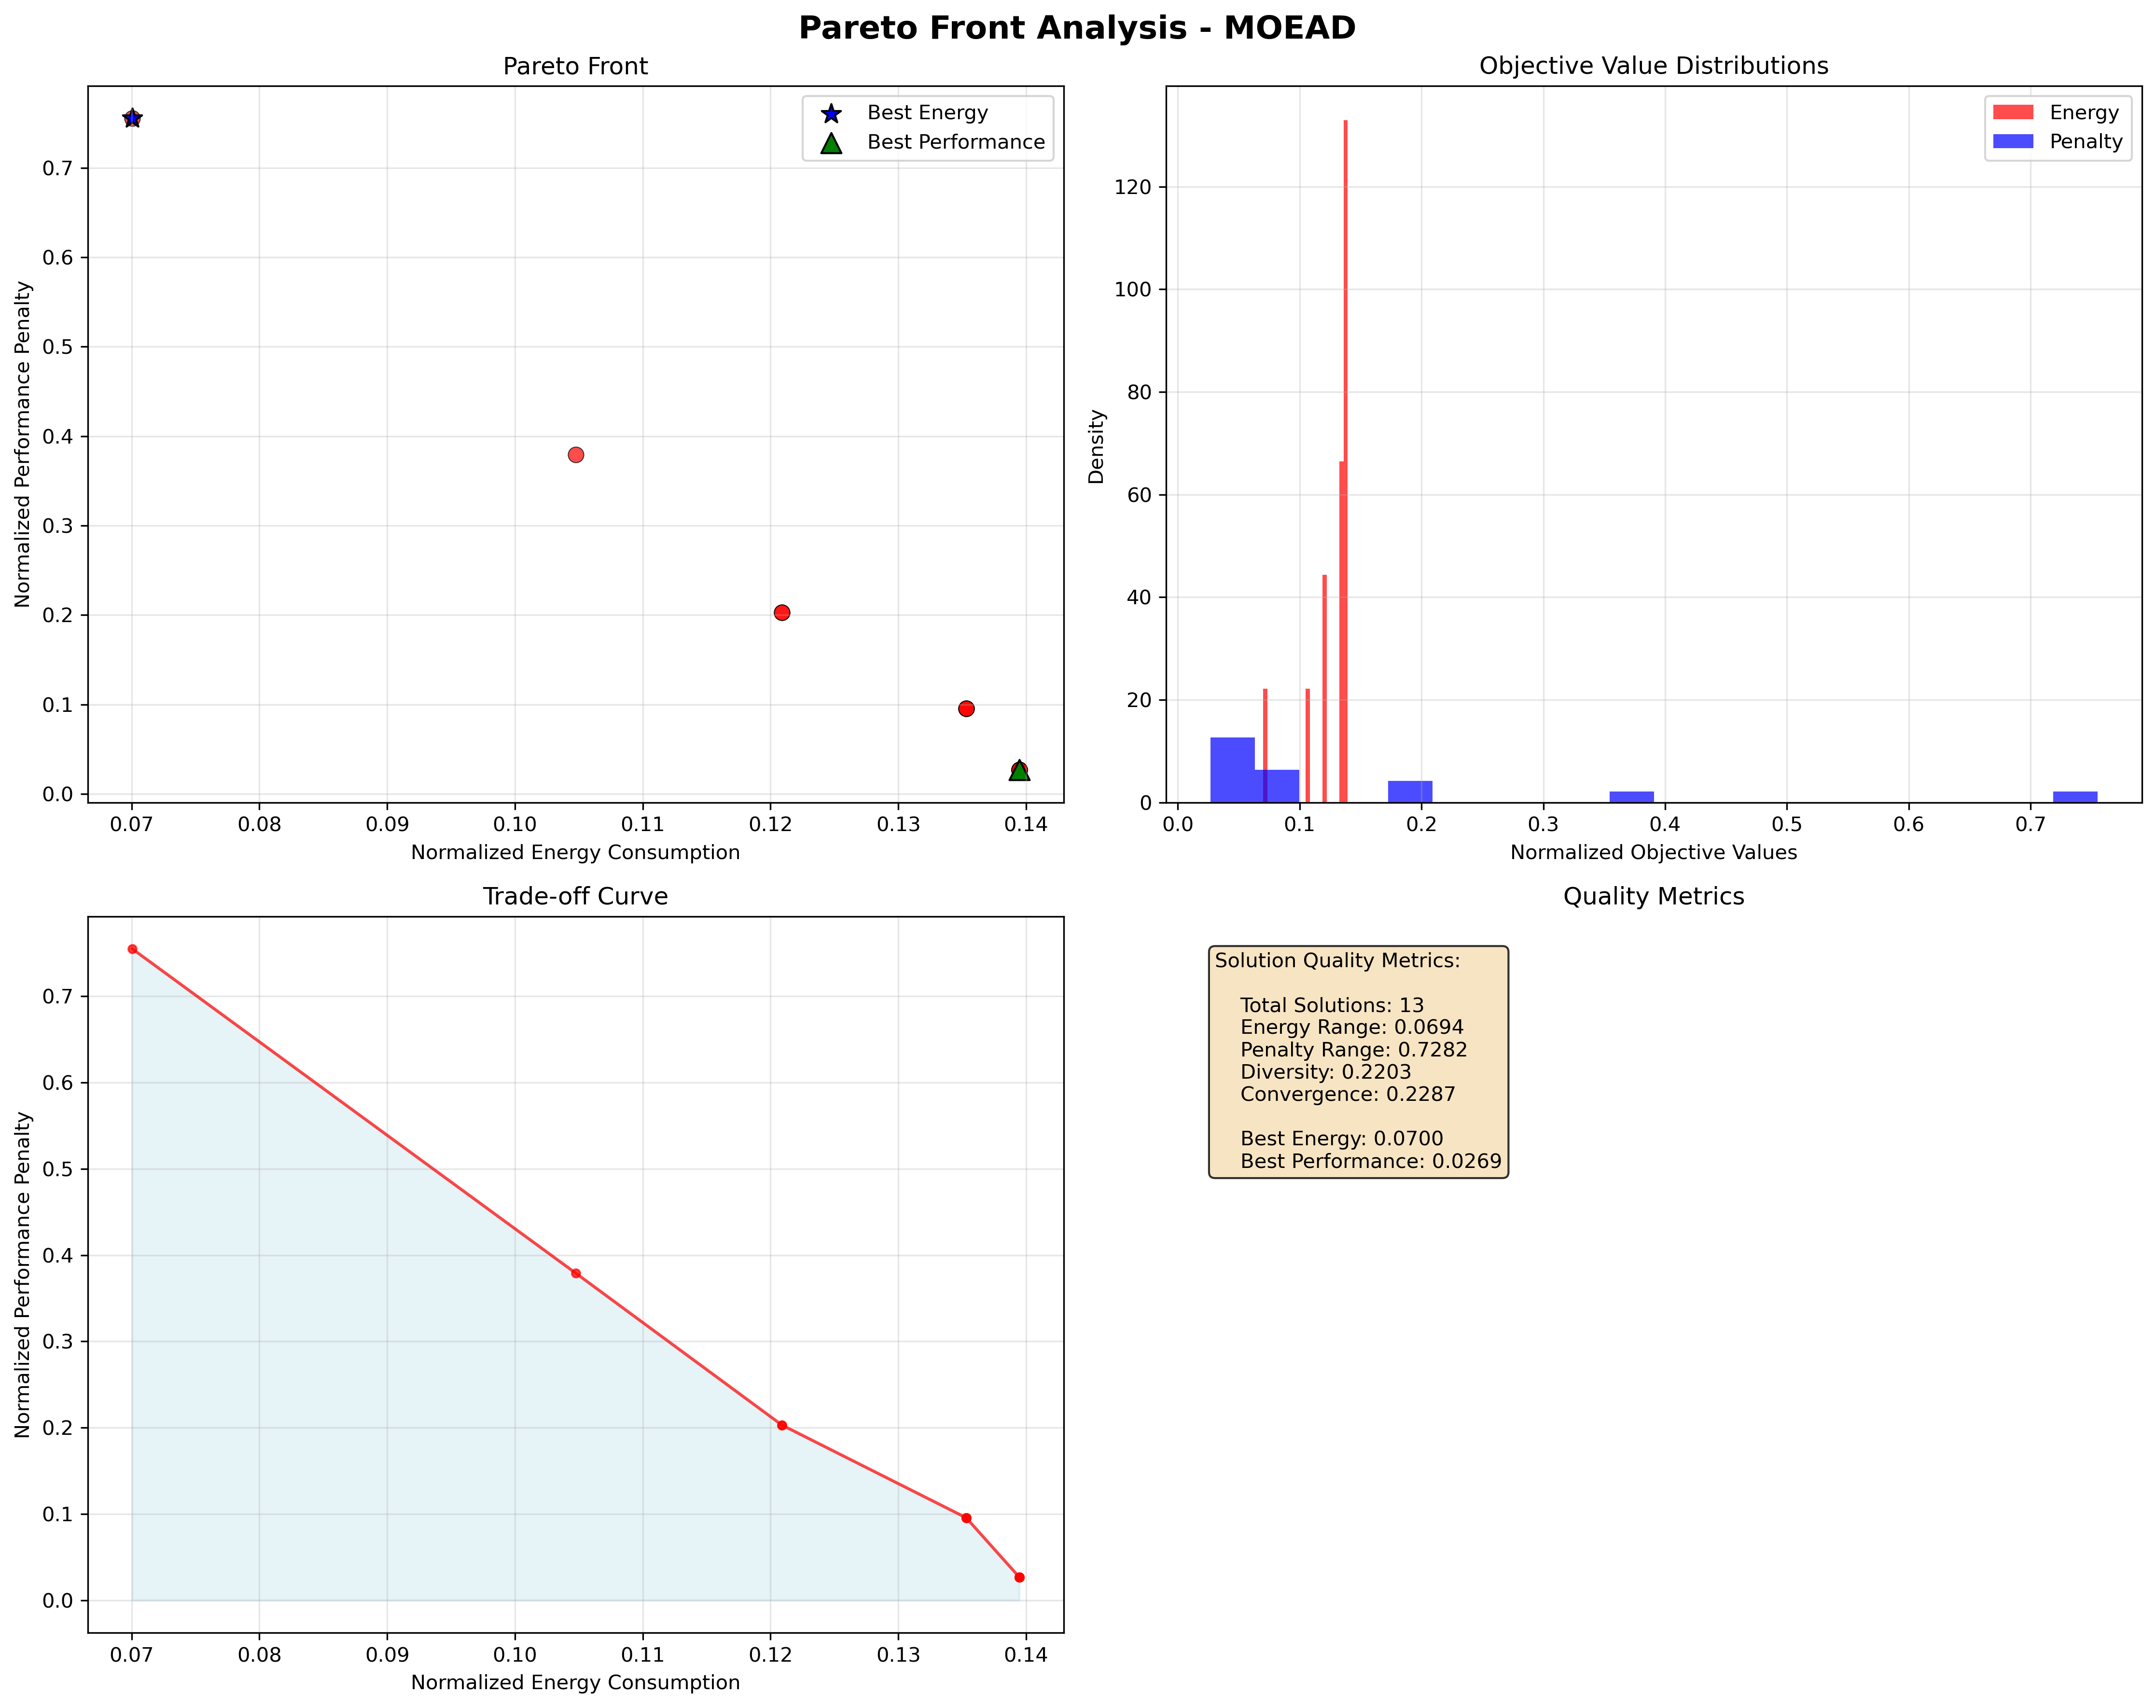 Pareto Front Analysis - MOEAD
Pareto Front
Best Energy
Best Performance
0.7
0.6
0.5
0.4
0.3
0.2
0.1
0.0
Normalized Performance Penalty
0.07 0.08 0.09 0.10 0.11 0.12 0.13 0.14
Normalized Energy Consumption
Objective Value Distributions
Energy
Penalty
120
100
80
60
40
20
0
Density
0.0 0.1 0.2 0.3 0.4 0.5 0.6 0.7
Normalized Objective Values
Trade-off Curve
0.7
0.6
0.5
0.4
0.3
0.2
0.1
0.0
Normalized Performance Penalty
0.07 0.08 0.09 0.10 0.11 0.12 0.13 0.14
Normalized Energy Consumption
Quality Metrics
Solution Quality Metrics:
Total Solutions: 13
Energy Range: 0.0694
Penalty Range: 0.7282
Diversity: 0.2203
Convergence: 0.2287
Best Energy: 0.0700
Best Performance: 0.0269